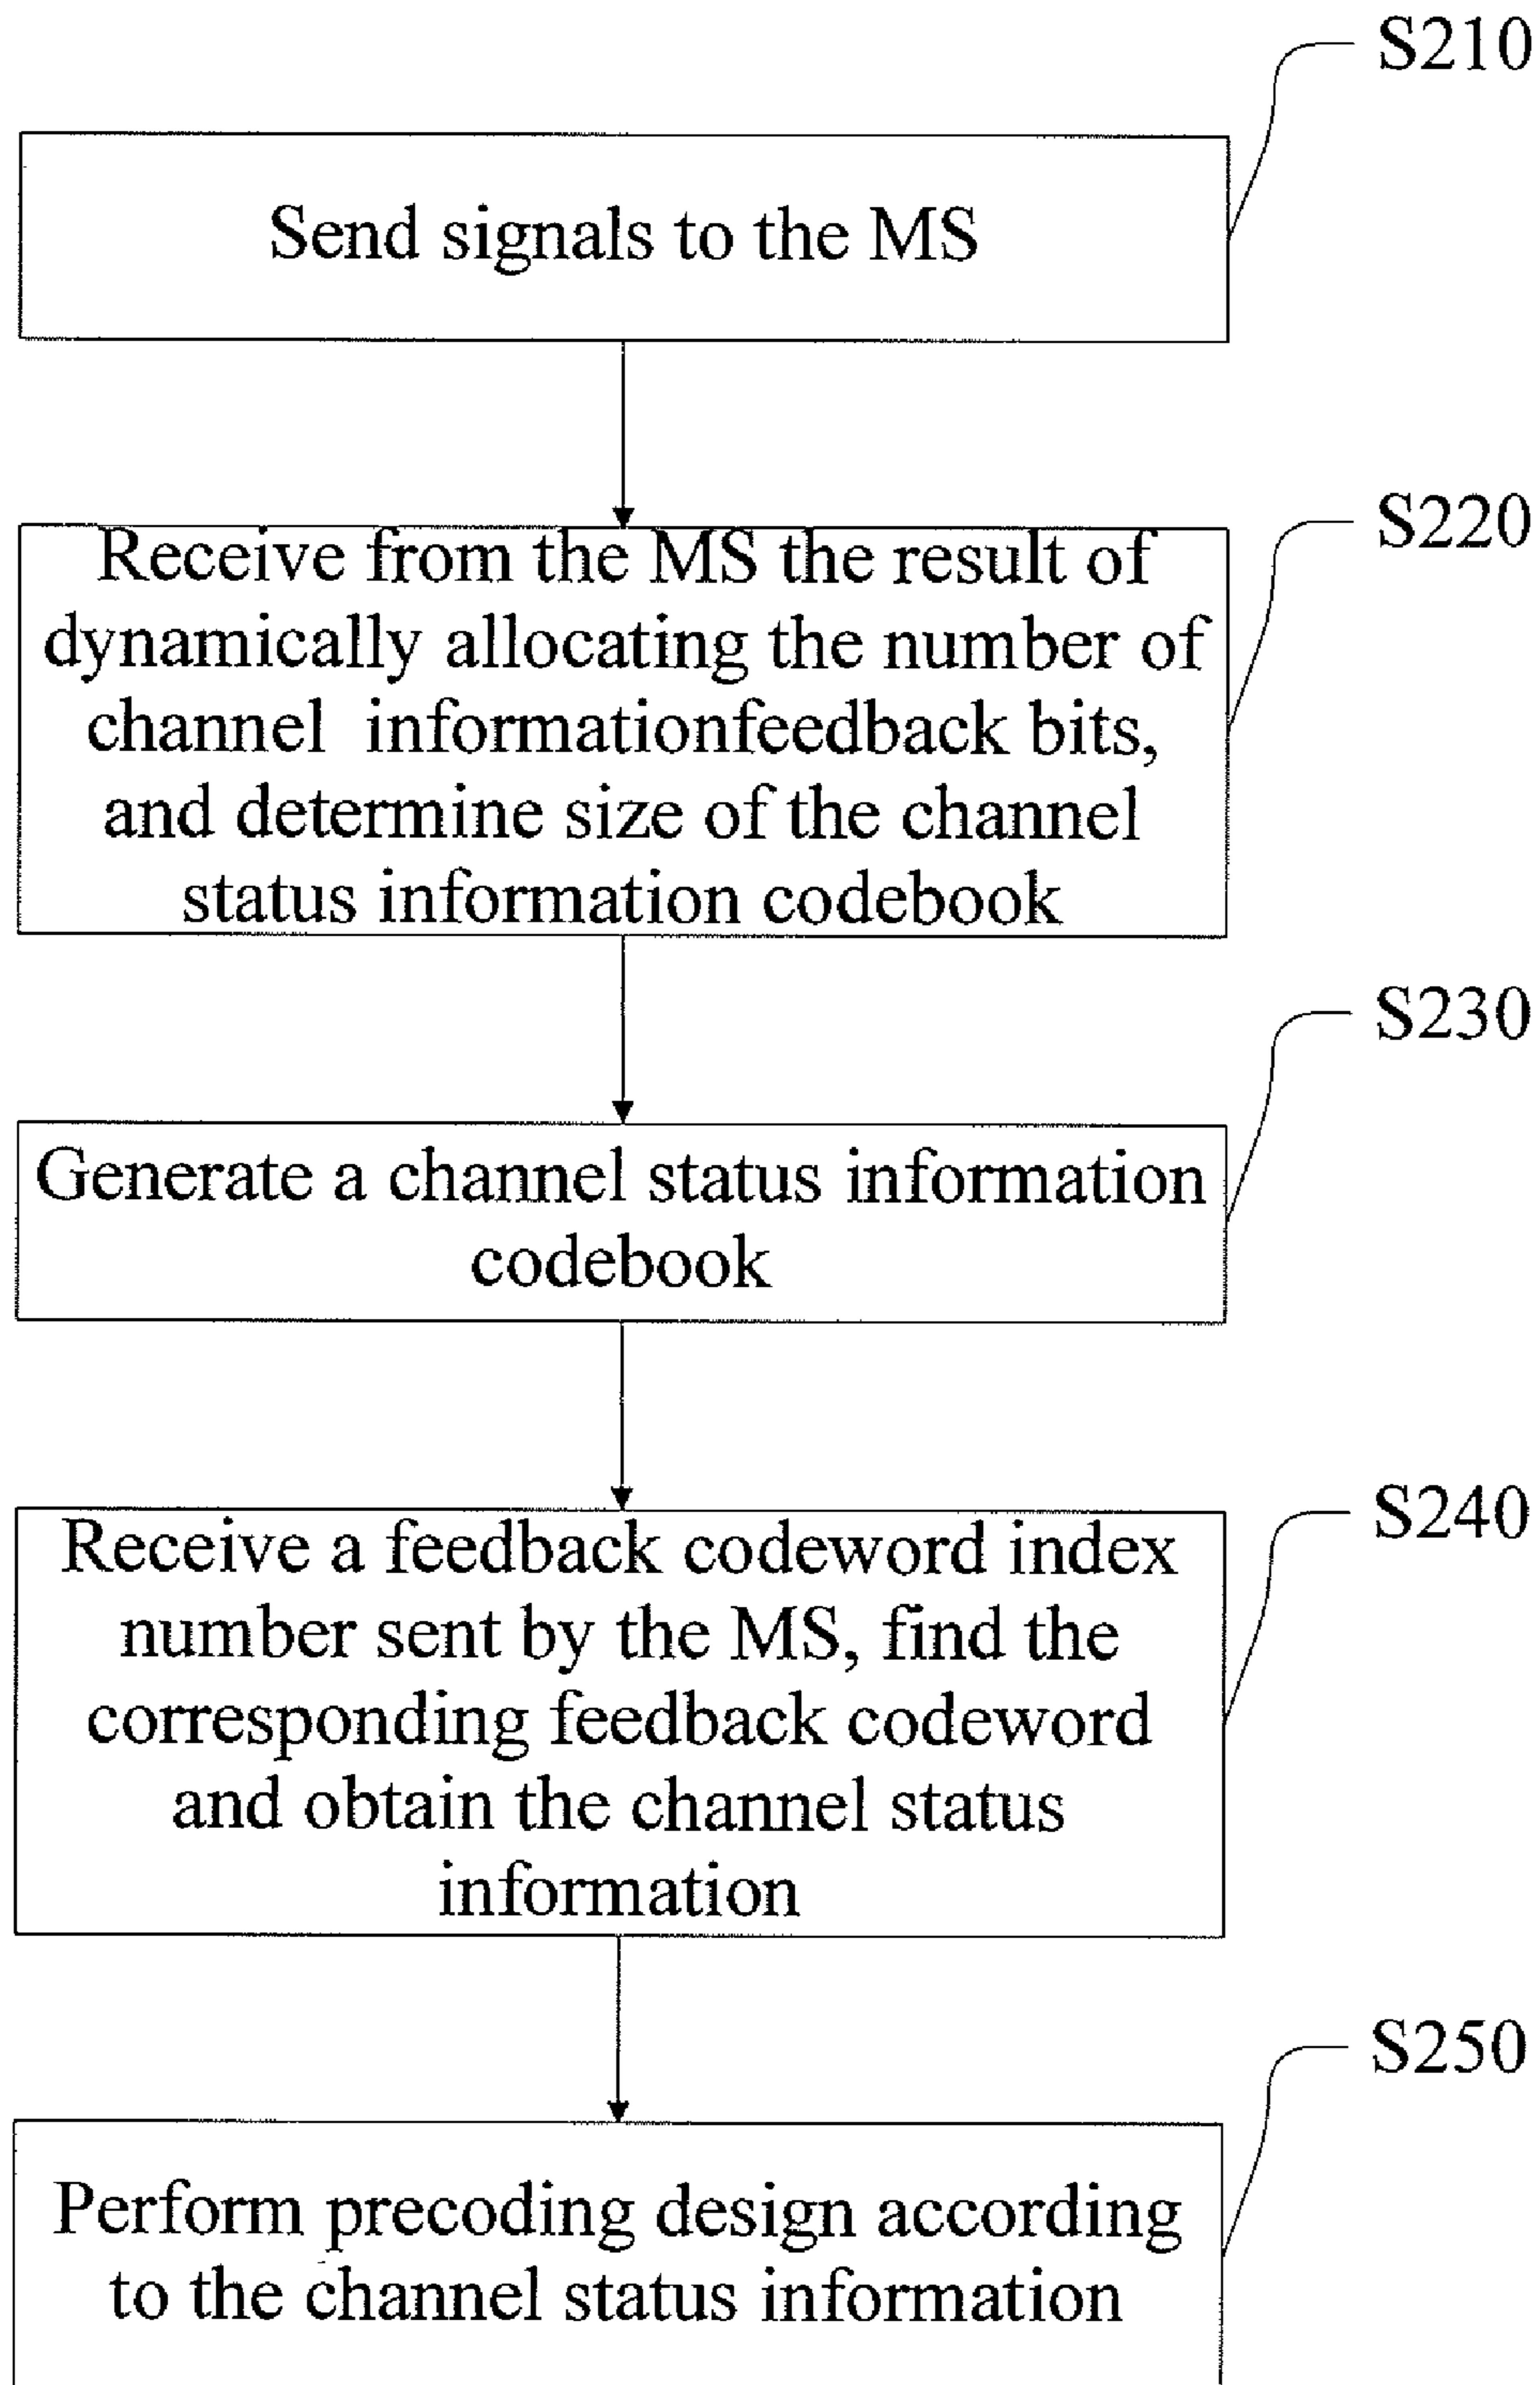 S210
Send signals to the MS
S220
Receive from the MS the result of
dynamically allocating the number of
channel informationfeedback bits,
and determine size of the channel
status information codebook
S230
Generate a channel status information
codebook
S240
Receive a feedback codeword index
number sent by the MS, find the
corresponding feedback codeword
and obtain the channel status
information
S250
Perform precoding design according
to the channel status information